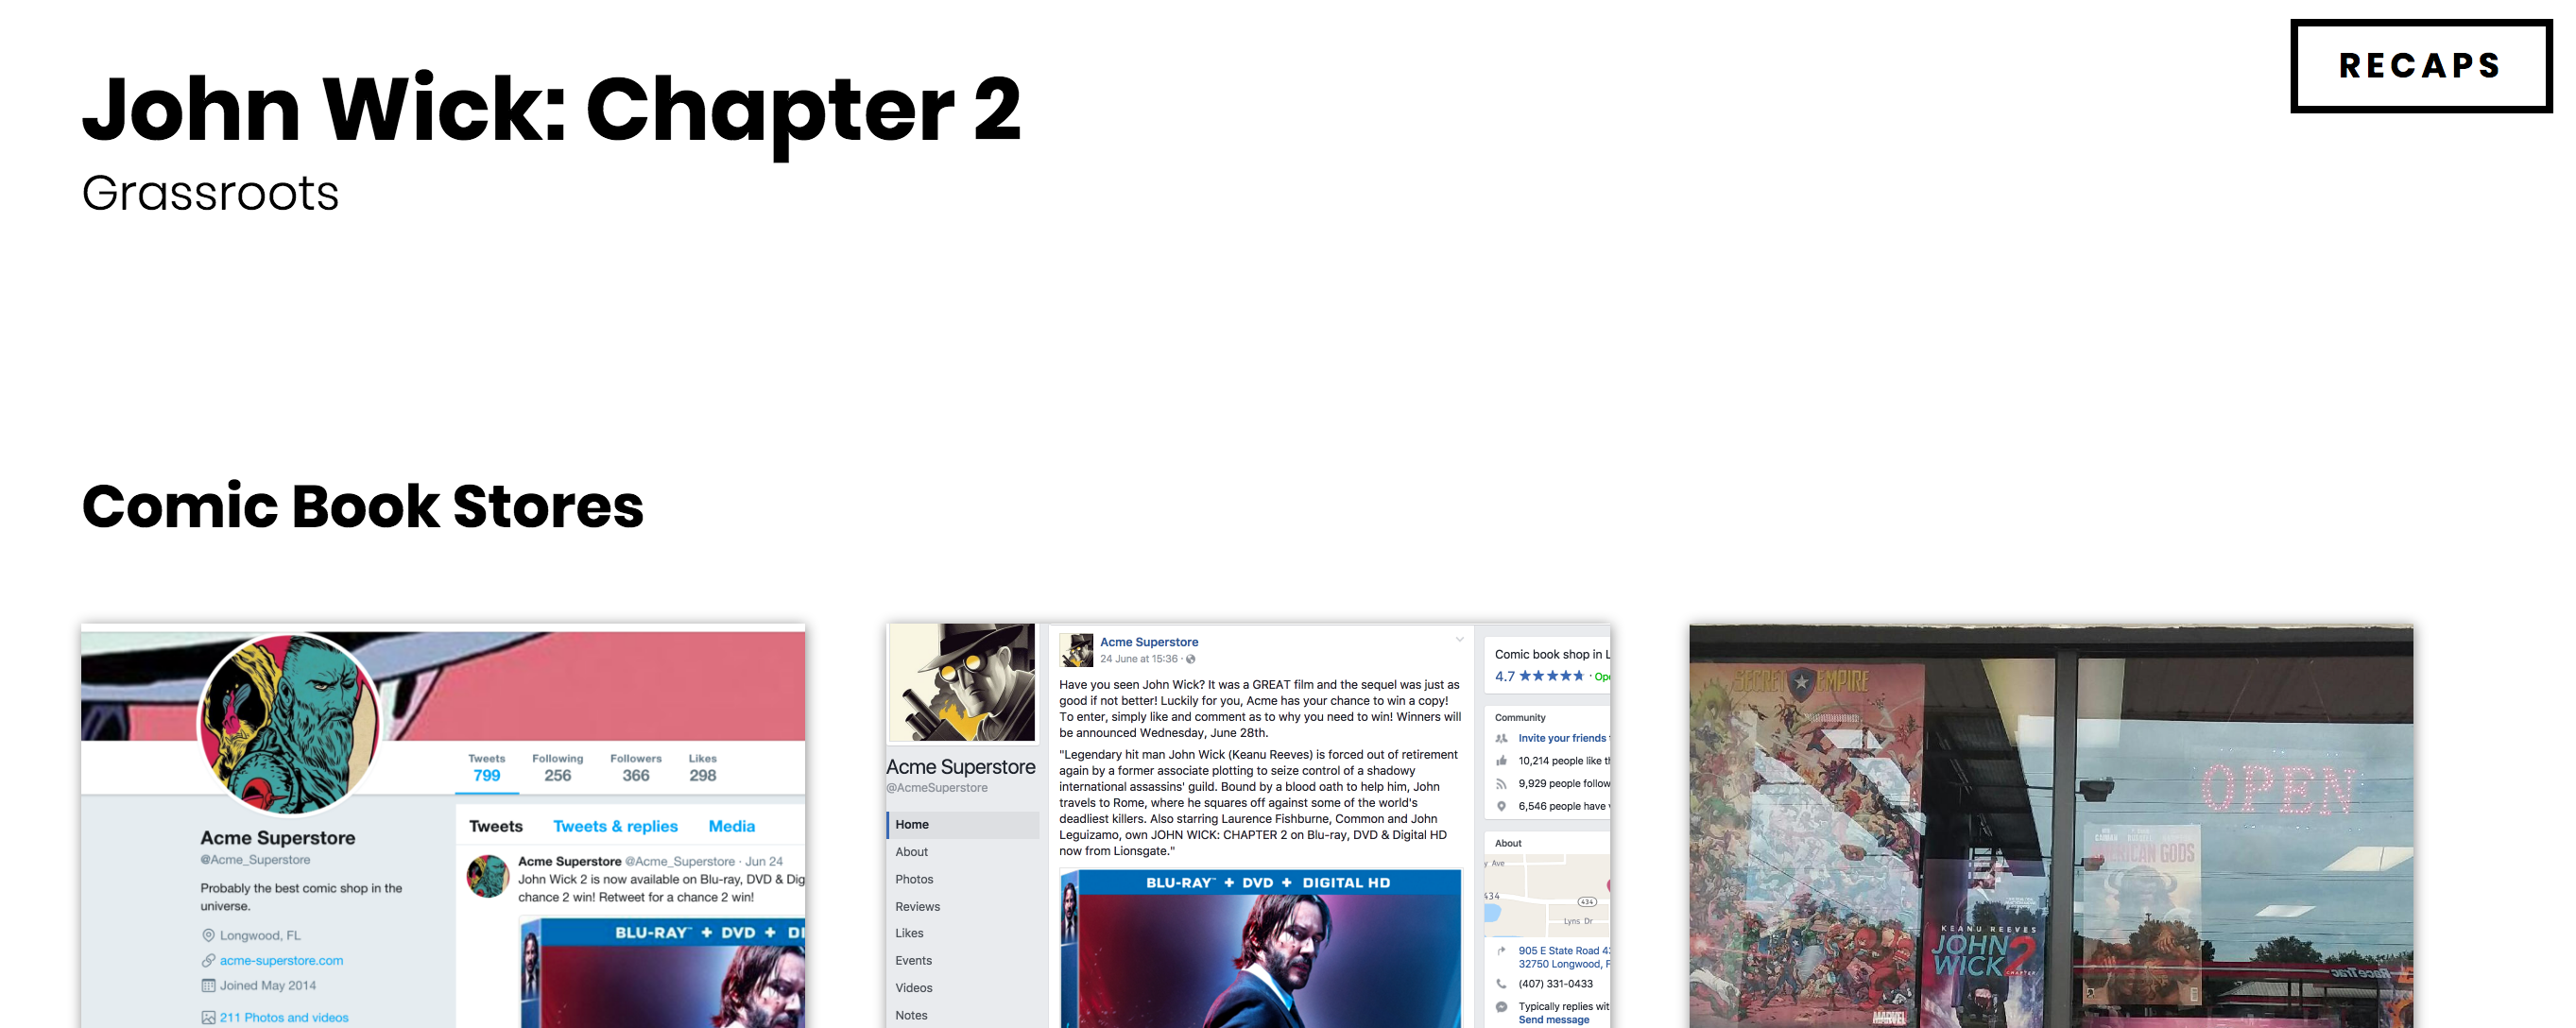 RECAPS
John Wick: Chapter 2
Grassroots
Comic Book Stores
Tweets
799
Following
256
Followers
366
Likes
298
Acme Superstore
@Acme_Superstore
Probably the best comic shop in the
universe.
Longwood, FL
acme-superstore.com
Joined May 2014
211 Photos and videos
Tweets Tweets & replies Media
Acme Superstore @Acme_Superstore · Jun 24
John Wick 2 is now available on Blu-ray, DVD & Dig
chance 2 win! Retweet for a chance 2 win!
BLU-RAY™ + DVD + DI
Acme Superstore
@AcmeSuperstore
Home
About
Photos
Reviews
Likes
Events
Videos
Notes
Acme Superstore
24 June at 15:36 ·
Have you seen John Wick? It was a GREAT film and the sequel was just as
good if not better! Luckily for you, Acme has your chance to win a copy!
To enter, simply like and comment as to why you need to win! Winners will
be announced Wednesday, June 28th.
"Legendary hit man John Wick (Keanu Reeves) is forced out of retirement
again by a former associate plotting to seize control of a shadowy
international assassins' guild. Bound by a blood oath to help him, John
travels to Rome, where he squares off against some of the world's
deadliest killers. Also starring Laurence Fishburne, Common and John
Leguizamo, own JOHN WICK: CHAPTER 2 on Blu-ray, DVD & Digital HD
now from Lionsgate."
BLU-RAY™ + DVD + DIGITAL HD
Comic book shop in L
4.7 ★★★★★ · Ope
Community
Invite your friends
10,214 people like th
9,929 people follow
6,546 people have
About
y Ave
434
434
Lyns Dr
905 E State Road 43
32750 Longwood, F
(407) 331-0433
Typically replies wit
Send message
SECRET EMPIRE
MARVEL
OPEN
AMERICAN GODS
KEANU REEVES
JOHN
WICK 2
CHAPTER
RaceTrac